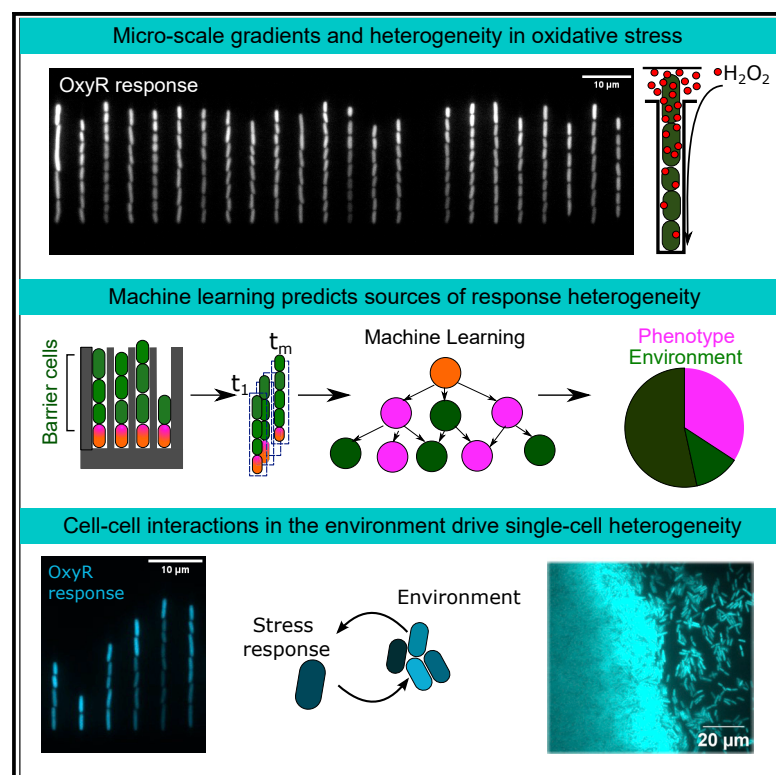 Micro-scale gradients and heterogeneity in oxidative stress
OxyR response
10 µm
H₂O₂
Machine learning predicts sources of response heterogeneity
Barrier cells
t₁
tₘ
Machine Learning
Phenotype
Environment
Cell-cell interactions in the environment drive single-cell heterogeneity
OxyR
response
10 µm
Stress
response
Environment
20 µm